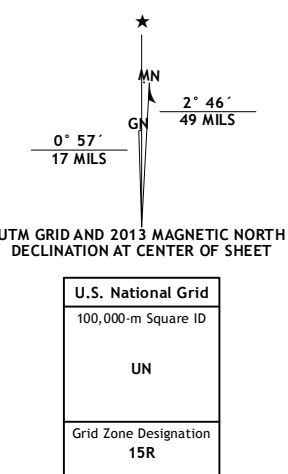 ★
MN
GN
2° 46´
49 MILS
0° 57´
17 MILS
UTM GRID AND 2013 MAGNETIC NORTH
DECLINATION AT CENTER OF SHEET
U.S. National Grid
100,000-m Square ID
UN
Grid Zone Designation
15R